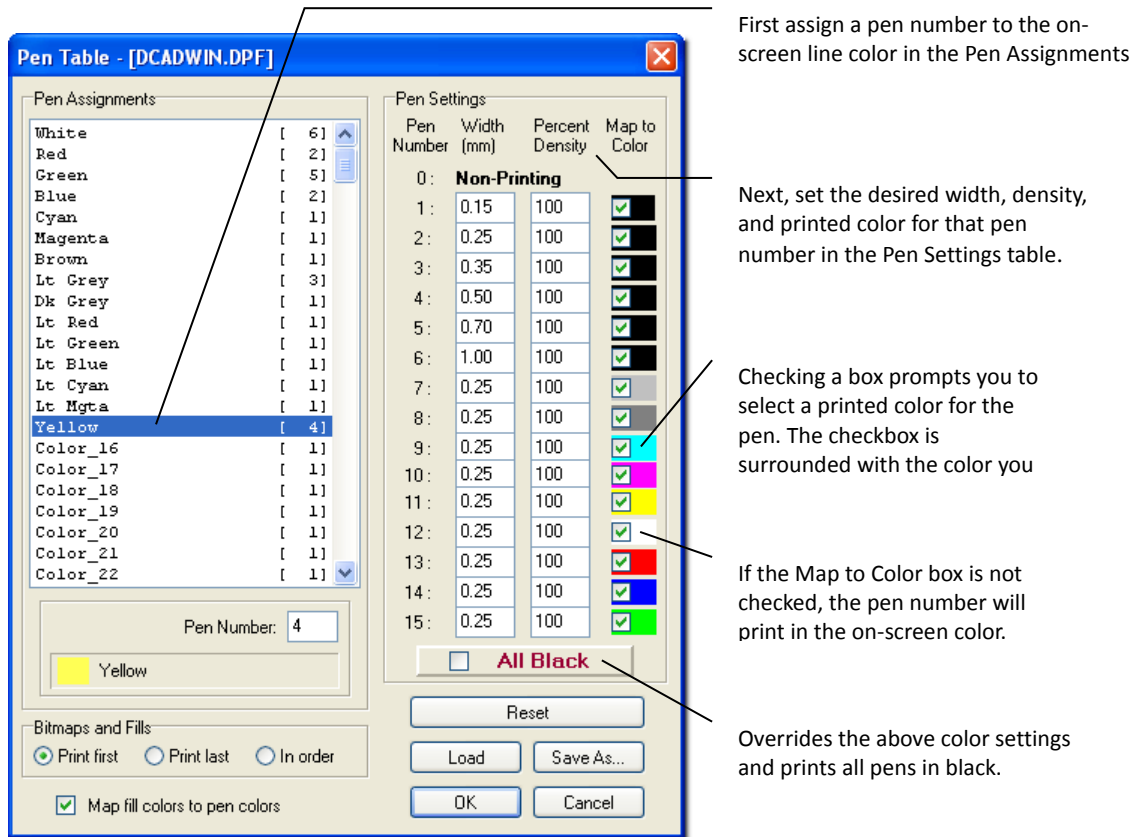 First assign a pen number to the on-
screen line color in the Pen Assignments
Pen Table - [DCADWIN.DPF]
Pen Assignments
White [ 6]
Red [ 2]
Green [ 5]
Blue [ 2]
Cyan [ 1]
Magenta [ 1]
Brown [ 1]
Lt Grey [ 3]
Dk Grey [ 1]
Lt Red [ 1]
Lt Green [ 1]
Lt Blue [ 1]
Lt Cyan [ 1]
Lt Mgta [ 1]
Yellow [ 4]
Color_16 [ 1]
Color_17 [ 1]
Color_18 [ 1]
Color_19 [ 1]
Color_20 [ 1]
Color_21 [ 1]
Color_22 [ 1]
Pen Number: 4
Yellow
Bitmaps and Fills
Print first Print last In order
Map fill colors to pen colors
Pen Settings
Pen Width Percent Map to
Number (mm) Density Color
0: Non-Printing
1: 0.15 100
2: 0.25 100
3: 0.35 100
4: 0.50 100
5: 0.70 100
6: 1.00 100
7: 0.25 100
8: 0.25 100
9: 0.25 100
10: 0.25 100
11: 0.25 100
12: 0.25 100
13: 0.25 100
14: 0.25 100
15: 0.25 100
All Black
Reset
Load Save As...
OK Cancel
Next, set the desired width, density,
and printed color for that pen
number in the Pen Settings table.
Checking a box prompts you to
select a printed color for the
pen. The checkbox is
surrounded with the color you
If the Map to Color box is not
checked, the pen number will
print in the on-screen color.
Overrides the above color settings
and prints all pens in black.